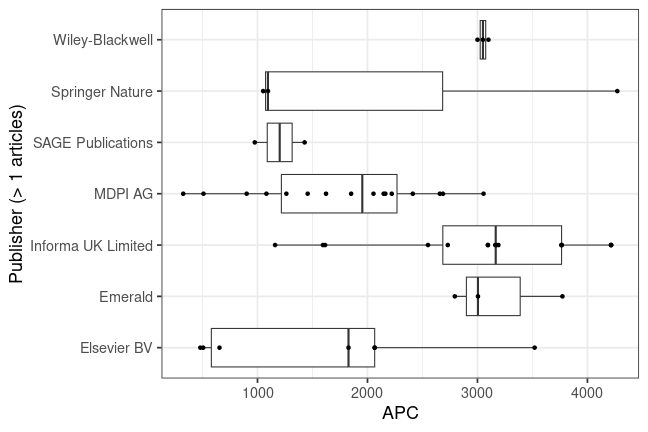 Publisher (> 1 articles)
Wiley-Blackwell
Springer Nature
SAGE Publications
MDPI AG
Informa UK Limited
Emerald
Elsevier BV
1000 2000 3000 4000
APC